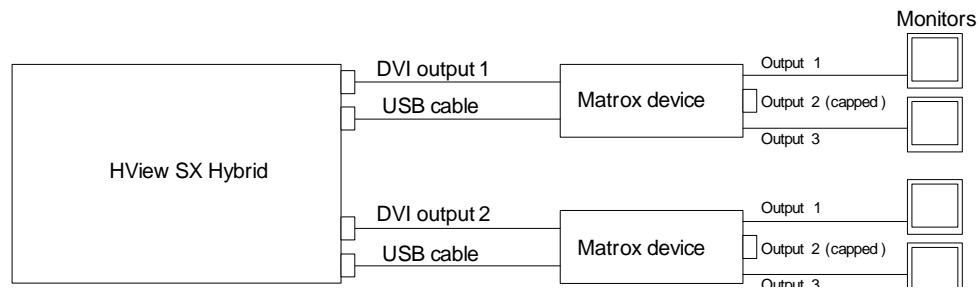 Monitors
DVI output 1
Output 1
USB cable
Matrox device
Output 2 (capped )
Output 3
HView SX Hybrid
DVI output 2
Output 1
USB cable
Matrox device
Output 2 (capped )
Output 3